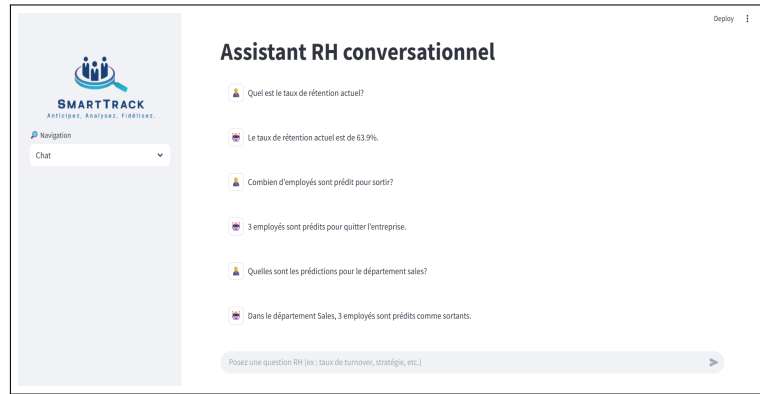 Deploy
SMARTTRACK
Anticipez, Analysez, Fidélisez.
Navigation
Chat
Assistant RH conversationnel
Quel est le taux de rétention actuel?
Le taux de rétention actuel est de 63.9%.
Combien d'employés sont prédit pour sortir?
3 employés sont prédits pour quitter l'entreprise.
Quelles sont les prédictions pour le département sales?
Dans le département Sales, 3 employés sont prédits comme sortants.
Posez une question RH (ex : taux de turnover, stratégie, etc.)